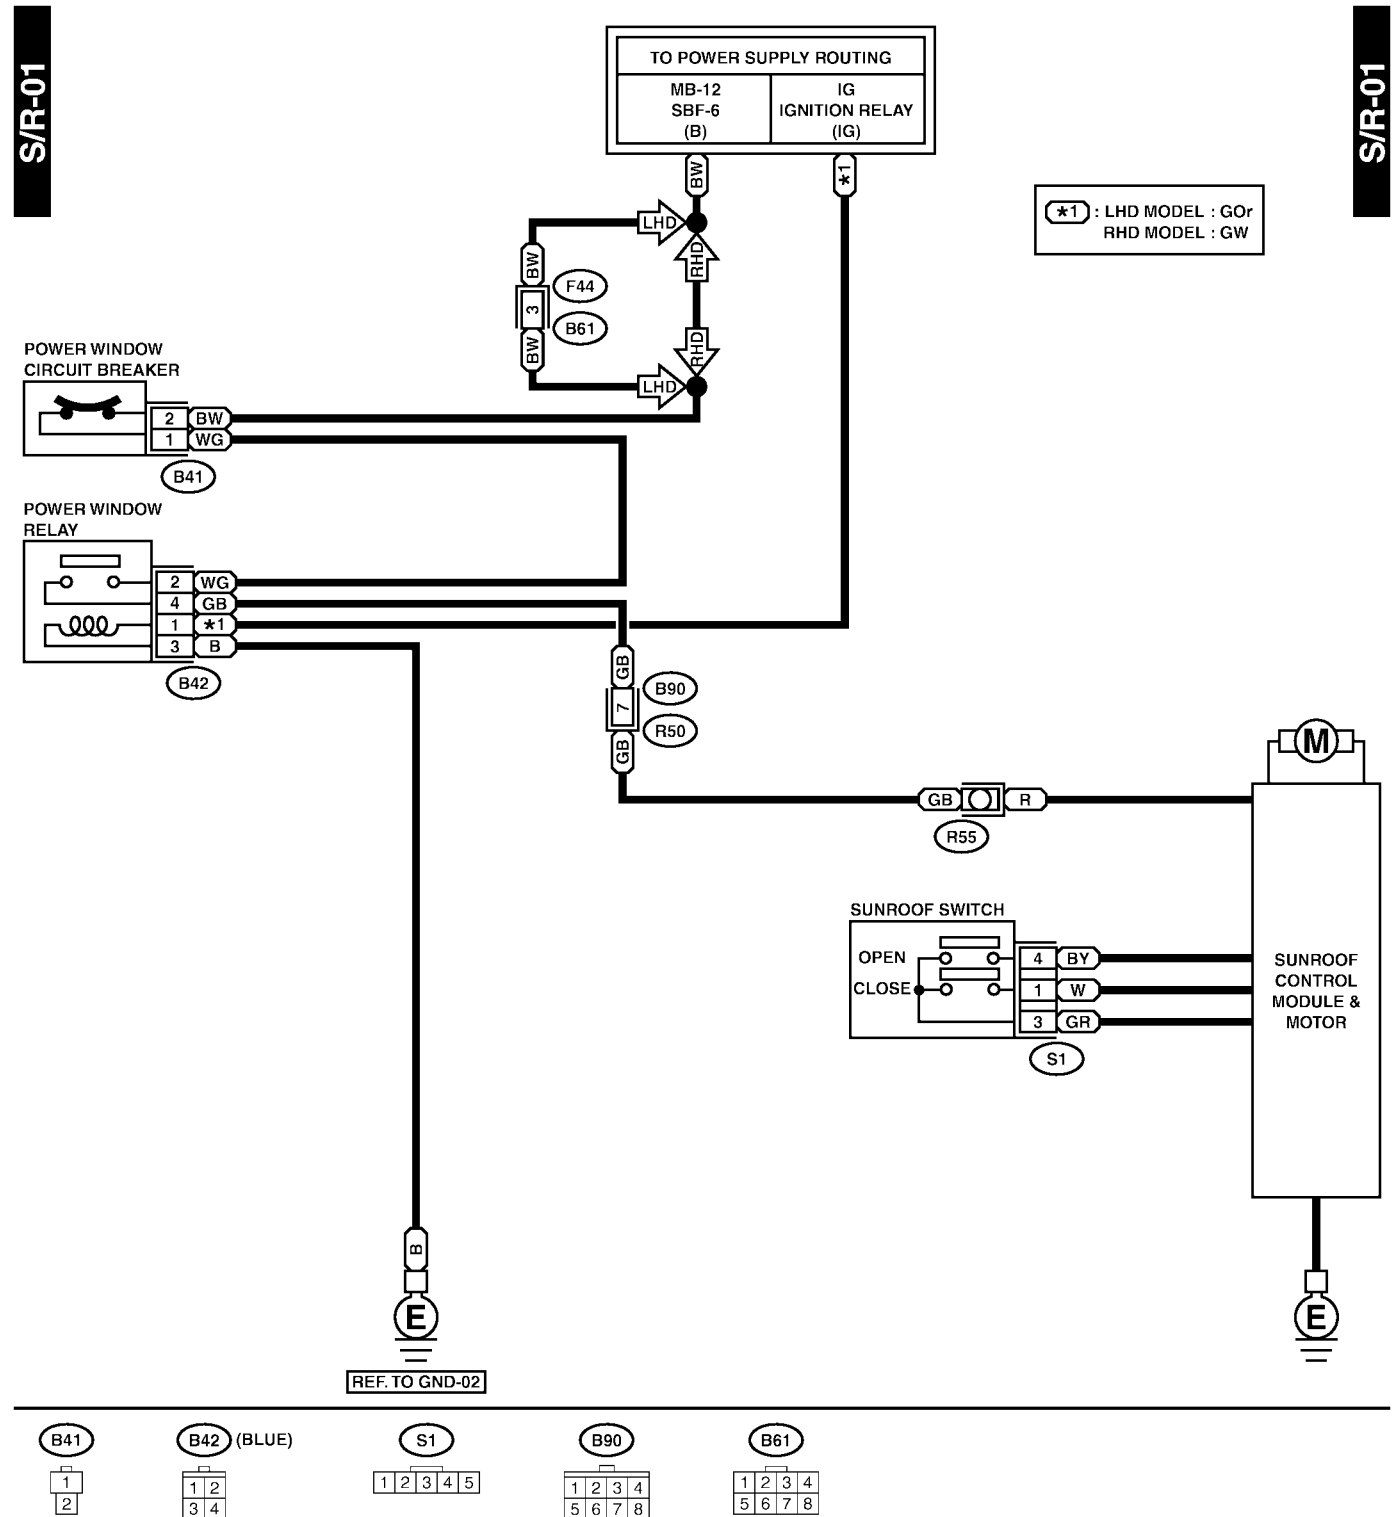 S/R-01
S/R-01
TO POWER SUPPLY ROUTING
MB-12
SBF-6
(B)
IG
IGNITION RELAY
(IG)
BW
*1
*1 : LHD MODEL : GOr
RHD MODEL : GW
LHD
RHD
BW
F44
3
B61
BW
RHD
LHD
POWER WINDOW
CIRCUIT BREAKER
2 BW
1 WG
B41
POWER WINDOW
RELAY
2 WG
4 GB
1 *1
3 B
B42
GB
B90
7
R50
GB
M
GB R
R55
SUNROOF SWITCH
OPEN
CLOSE
4 BY
1 W
3 GR
S1
SUNROOF
CONTROL
MODULE &
MOTOR
B
E
REF. TO GND-02
E
B41
1
2
B42 (BLUE)
1 2
3 4
S1
1 2 3 4 5
B90
1 2 3 4
5 6 7 8
B61
1 2 3 4
5 6 7 8